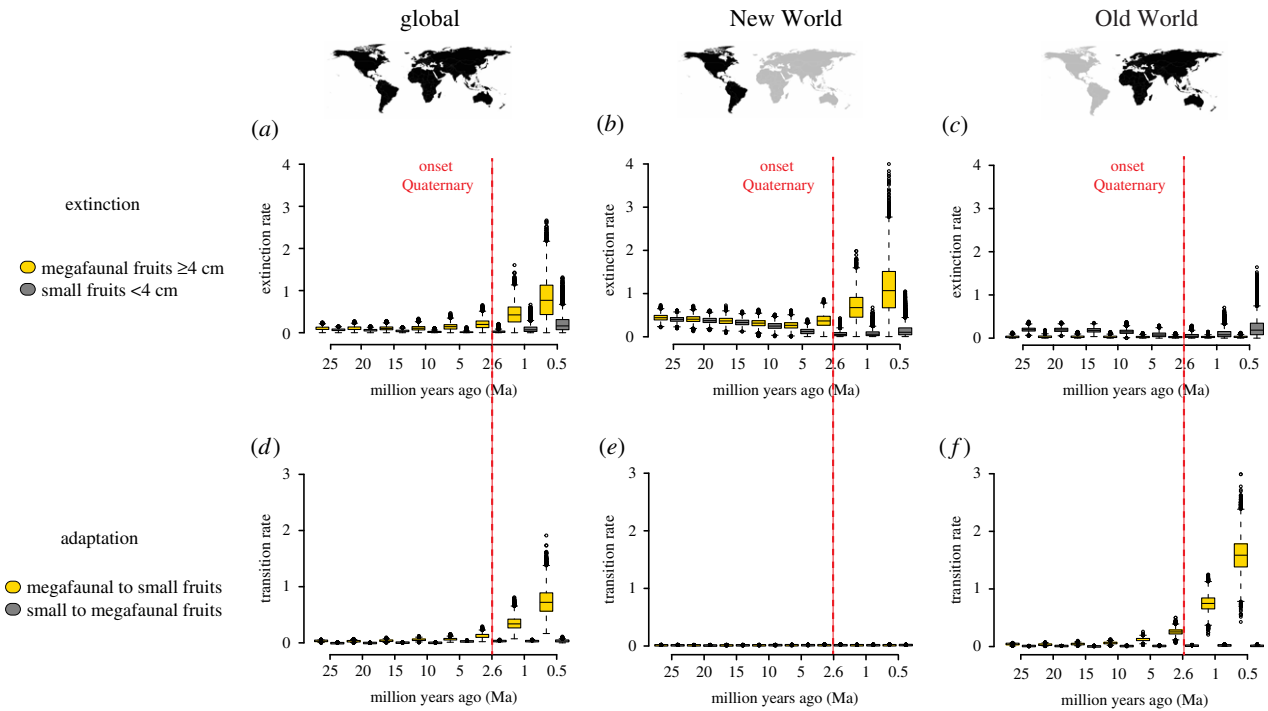 global
New World
Old World
(a)
(b)
(c)
extinction
megafaunal fruits ≥4 cm
small fruits <4 cm
extinction rate
4
3
2
1
0
onset
Quaternary
25 20 15 10 5 2.6 1 0.5
million years ago (Ma)
extinction rate
4
3
2
1
0
onset
Quaternary
25 20 15 10 5 2.6 1 0.5
million years ago (Ma)
extinction rate
4
3
2
1
0
onset
Quaternary
25 20 15 10 5 2.6 1 0.5
million years ago (Ma)
(d)
(e)
(f)
adaptation
megafaunal to small fruits
small to megafaunal fruits
transition rate
3
2
1
0
25 20 15 10 5 2.6 1 0.5
million years ago (Ma)
transition rate
3
2
1
0
25 20 15 10 5 2.6 1 0.5
million years ago (Ma)
transition rate
3
2
1
0
25 20 15 10 5 2.6 1 0.5
million years ago (Ma)